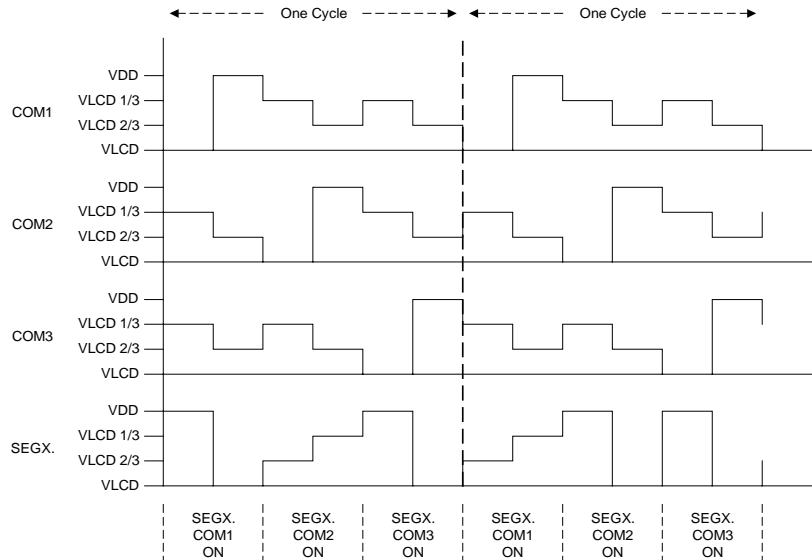 One Cycle One Cycle
VDD
VLCD 1/3
COM1
VLCD 2/3
VLCD
VDD
VLCD 1/3
COM2
VLCD 2/3
VLCD
VDD
VLCD 1/3
COM3
VLCD 2/3
VLCD
VDD
VLCD 1/3
SEGX.
VLCD 2/3
VLCD
SEGX. SEGX. SEGX. SEGX. SEGX. SEGX.
COM1 COM2 COM3 COM1 COM2 COM3
ON ON ON ON ON ON